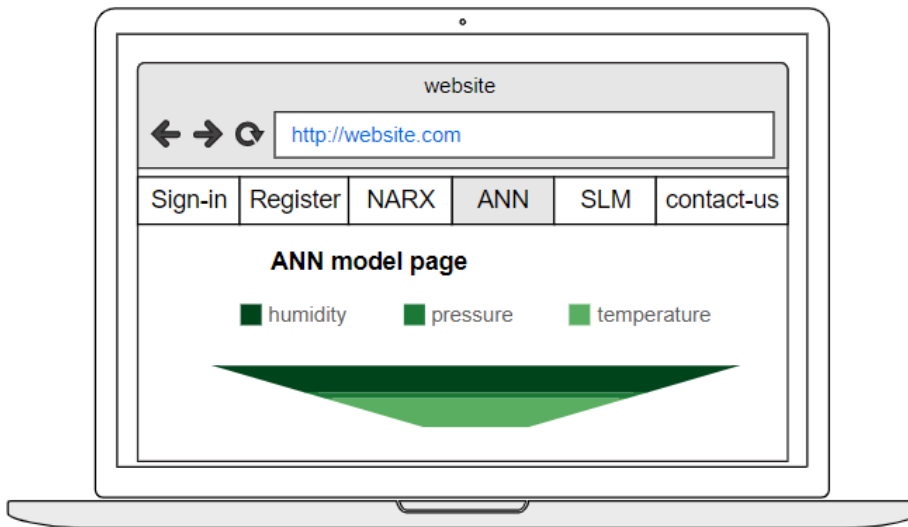 website
http://website.com
Sign-in Register NARX ANN SLM contact-us
ANN model page
humidity pressure temperature